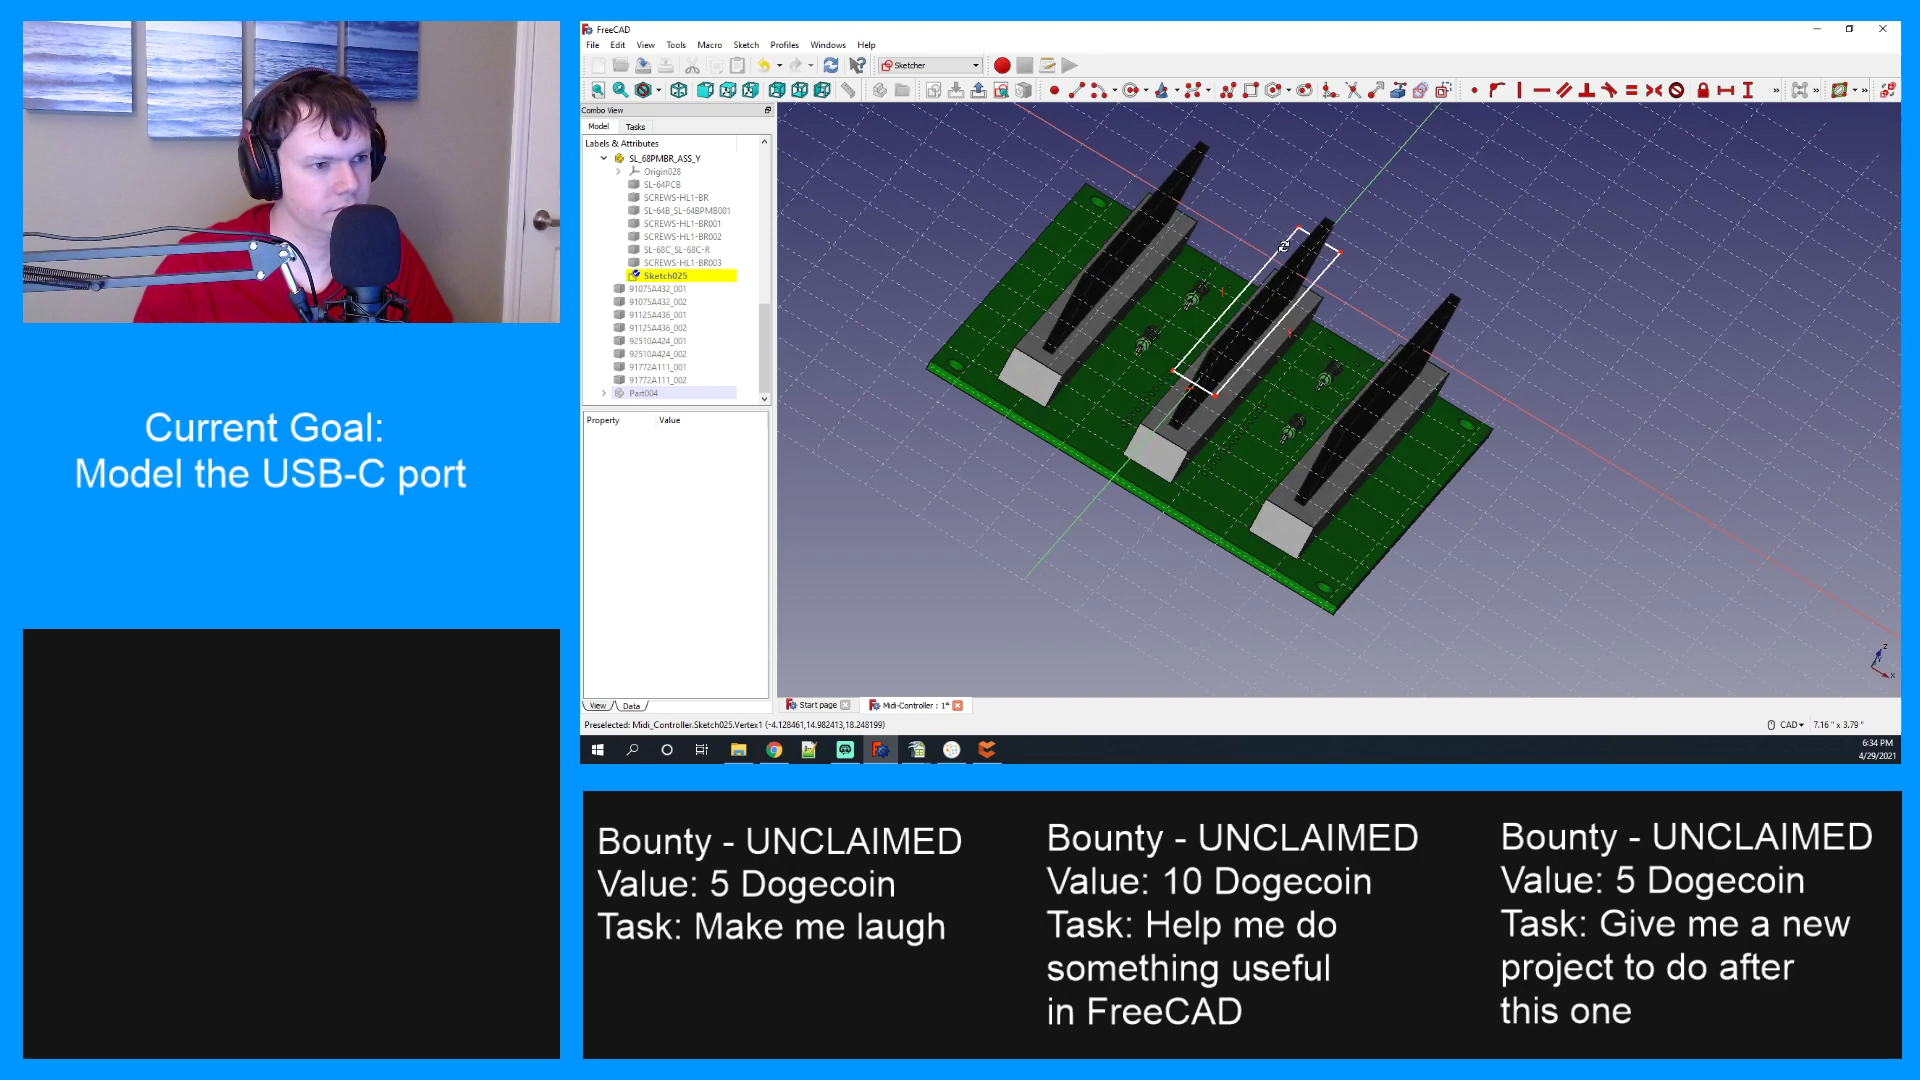 FreeCAD
File Edit View Tools Macro Sketch Profiles Windows Help
Sketcher
Combo View
Model Tasks
Labels & Attributes
SL_68PMBR_ASS_Y
Origin028
SL-64PCB
SCREWS-HL1-BR
SL-64B_SL-64BPMB001
SCREWS-HL1-BR001
SCREWS-HL1-BR002
SL-68C_SL-68C-R
SCREWS-HL1-BR003
Sketch025
91075A432_001
91075A432_002
91125A436_001
91125A436_002
92510A424_001
92510A424_002
91772A111_001
91772A111_002
Part004
Property Value
View Data
Start page
Midi-Controller : 1*
Preselected: Midi_Controller.Sketch025.Vertex1 (-4.128461,14.982413,18.248199)
CAD 7.16 " x 3.79 "
6:34 PM
4/29/2021
Z
X
Current Goal:
Model the USB-C port
Bounty - UNCLAIMED
Value: 5 Dogecoin
Task: Make me laugh
Bounty - UNCLAIMED
Value: 10 Dogecoin
Task: Help me do
something useful
in FreeCAD
Bounty - UNCLAIMED
Value: 5 Dogecoin
Task: Give me a new
project to do after
this one